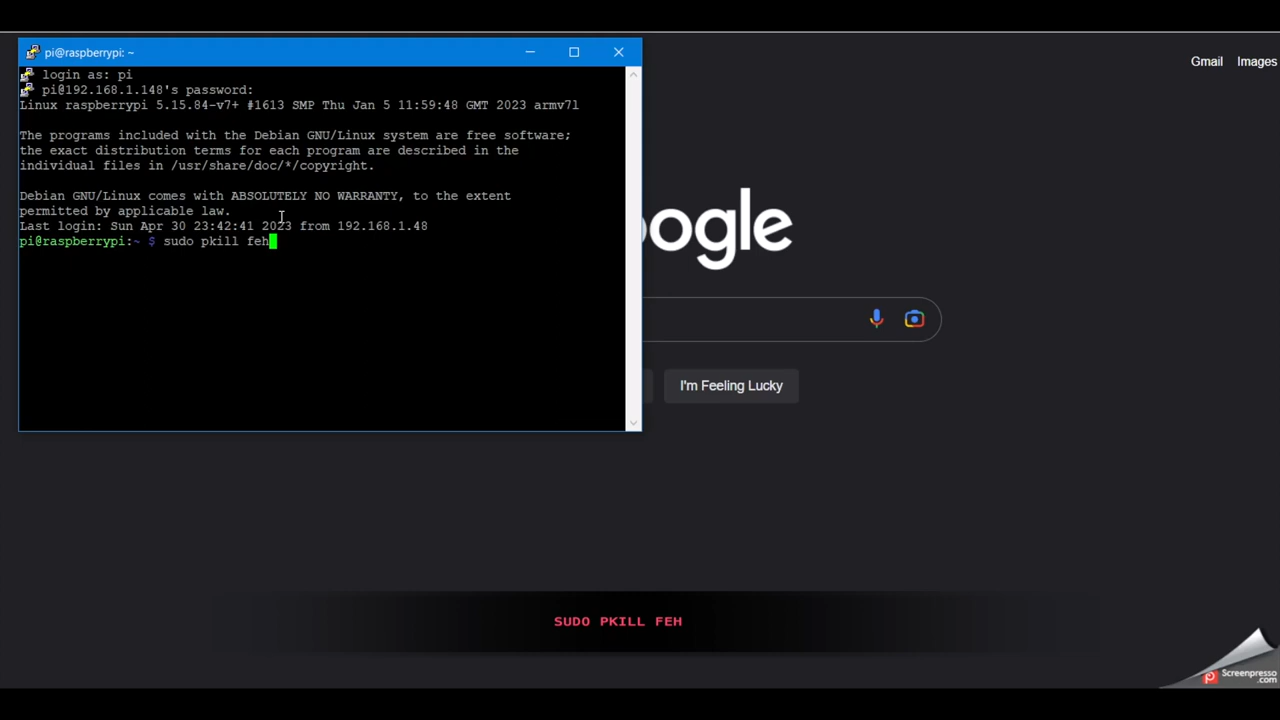 pi@raspberrypi: ~
login as: pi
pi@192.168.1.148's password:
Linux raspberrypi 5.15.84-v7+ #1613 SMP Thu Jan 5 11:59:48 GMT 2023 armv7l
The programs included with the Debian GNU/Linux system are free software;
the exact distribution terms for each program are described in the
individual files in /usr/share/doc/*/copyright.
Debian GNU/Linux comes with ABSOLUTELY NO WARRANTY, to the extent
permitted by applicable law.
Last login: Sun Apr 30 23:42:41 2023 from 192.168.1.48
pi@raspberrypi:~ $ sudo pkill feh
Gmail Images
ogle
I'm Feeling Lucky
SUDO PKILL FEH
Screenpresso
.com